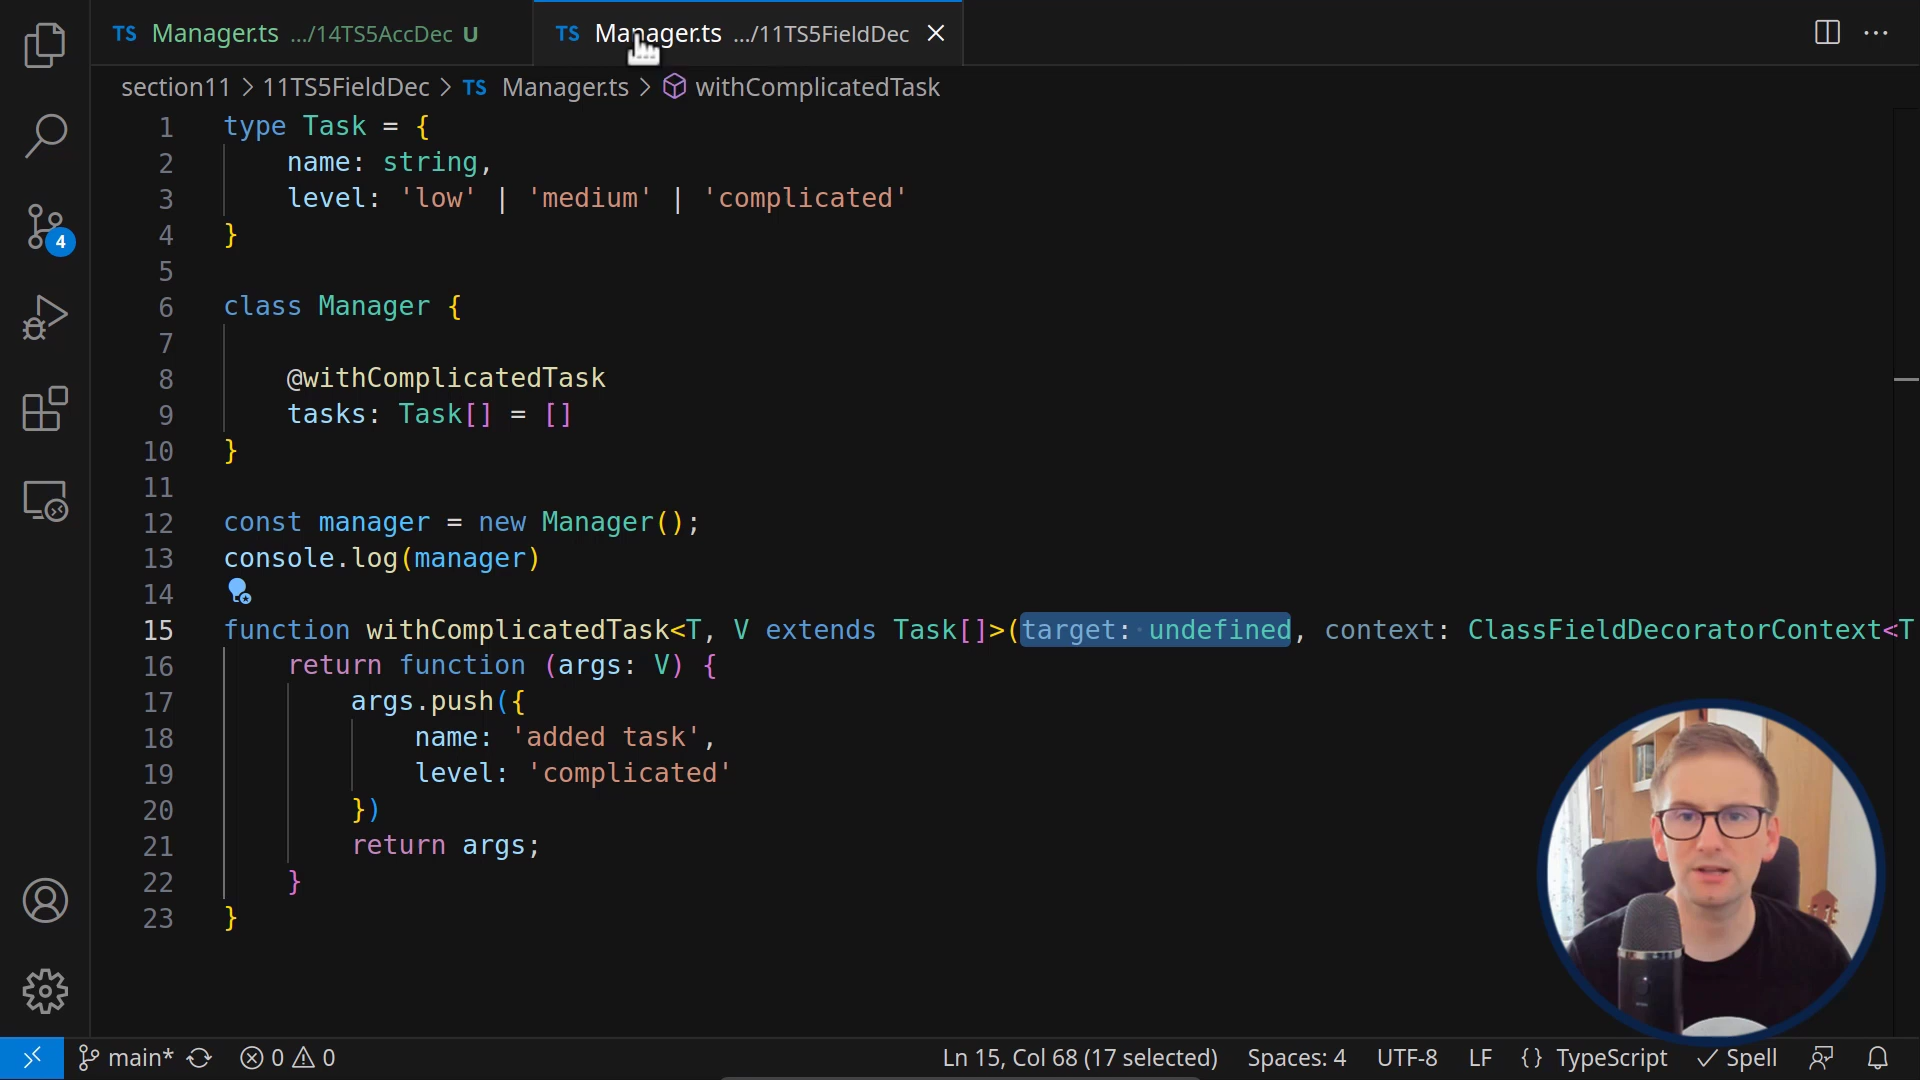 TS Manager.ts .../14TS5AccDec U
TS Manager.ts .../11TS5FieldDec
section11 > 11TS5FieldDec > TS Manager.ts > withComplicatedTask
1 type Task = {
2 name: string,
3 level: 'low' | 'medium' | 'complicated'
4 }
5
6 class Manager {
7
8 @withComplicatedTask
9 tasks: Task[] = []
10 }
11
12 const manager = new Manager();
13 console.log(manager)
14
15 function withComplicatedTask<T, V extends Task[]>(target: undefined, context: ClassFieldDecoratorContext<T
16 return function (args: V) {
17 args.push({
18 name: 'added task',
19 level: 'complicated'
20 })
21 return args;
22 }
23 }
4
main* 0 0 Ln 15, Col 68 (17 selected) Spaces: 4 UTF-8 LF {} TypeScript Spell